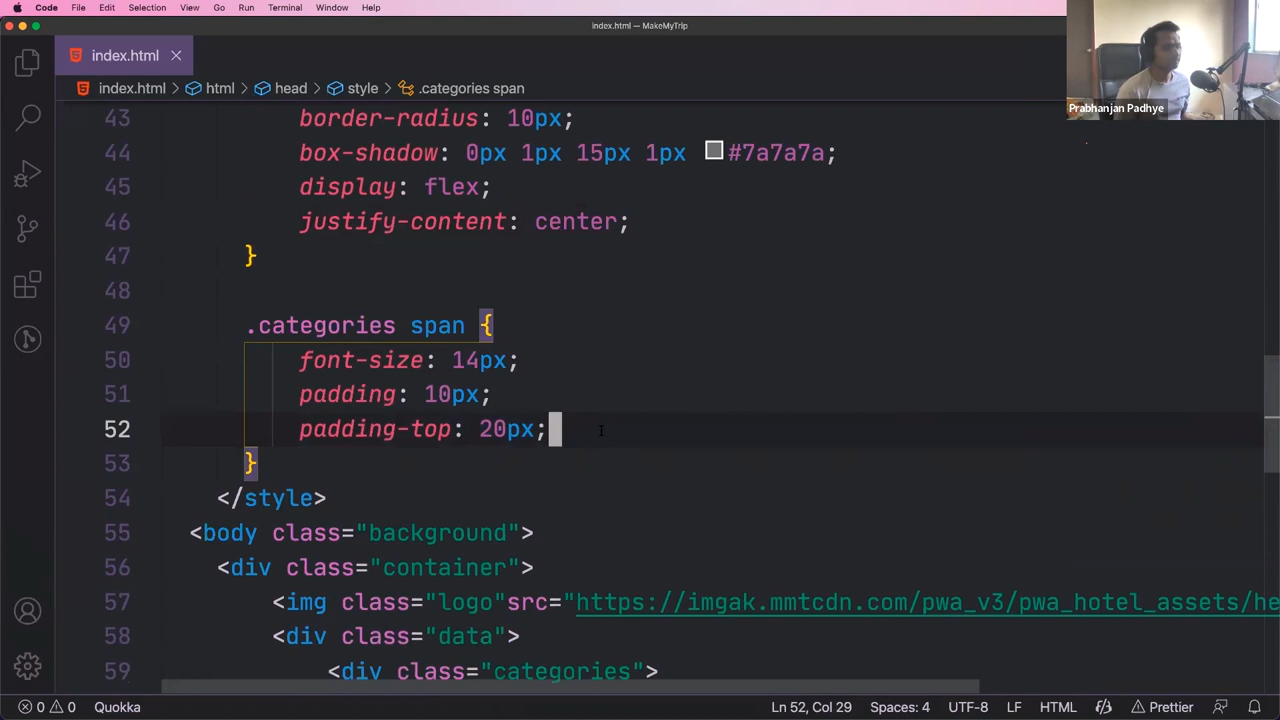 Code File Edit Selection View Go Run Terminal Window Help
index.html — MakeMyTrip
Prabhanjan Padhye
index.html
index.html html head style .categories span
43 border-radius: 10px;
44 box-shadow: 0px 1px 15px 1px #7a7a7a;
45 display: flex;
46 justify-content: center;
47 }
48
49 .categories span {
50 font-size: 14px;
51 padding: 10px;
52 padding-top: 20px;
53 }
54 </style>
55 <body class="background">
56 <div class="container">
57 <img class="logo"src="https://imgak.mmtcdn.com/pwa_v3/pwa_hotel_assets/he
58 <div class="data">
59 <div class="categories">
0 0 Quokka Ln 52, Col 29 Spaces: 4 UTF-8 LF HTML Prettier